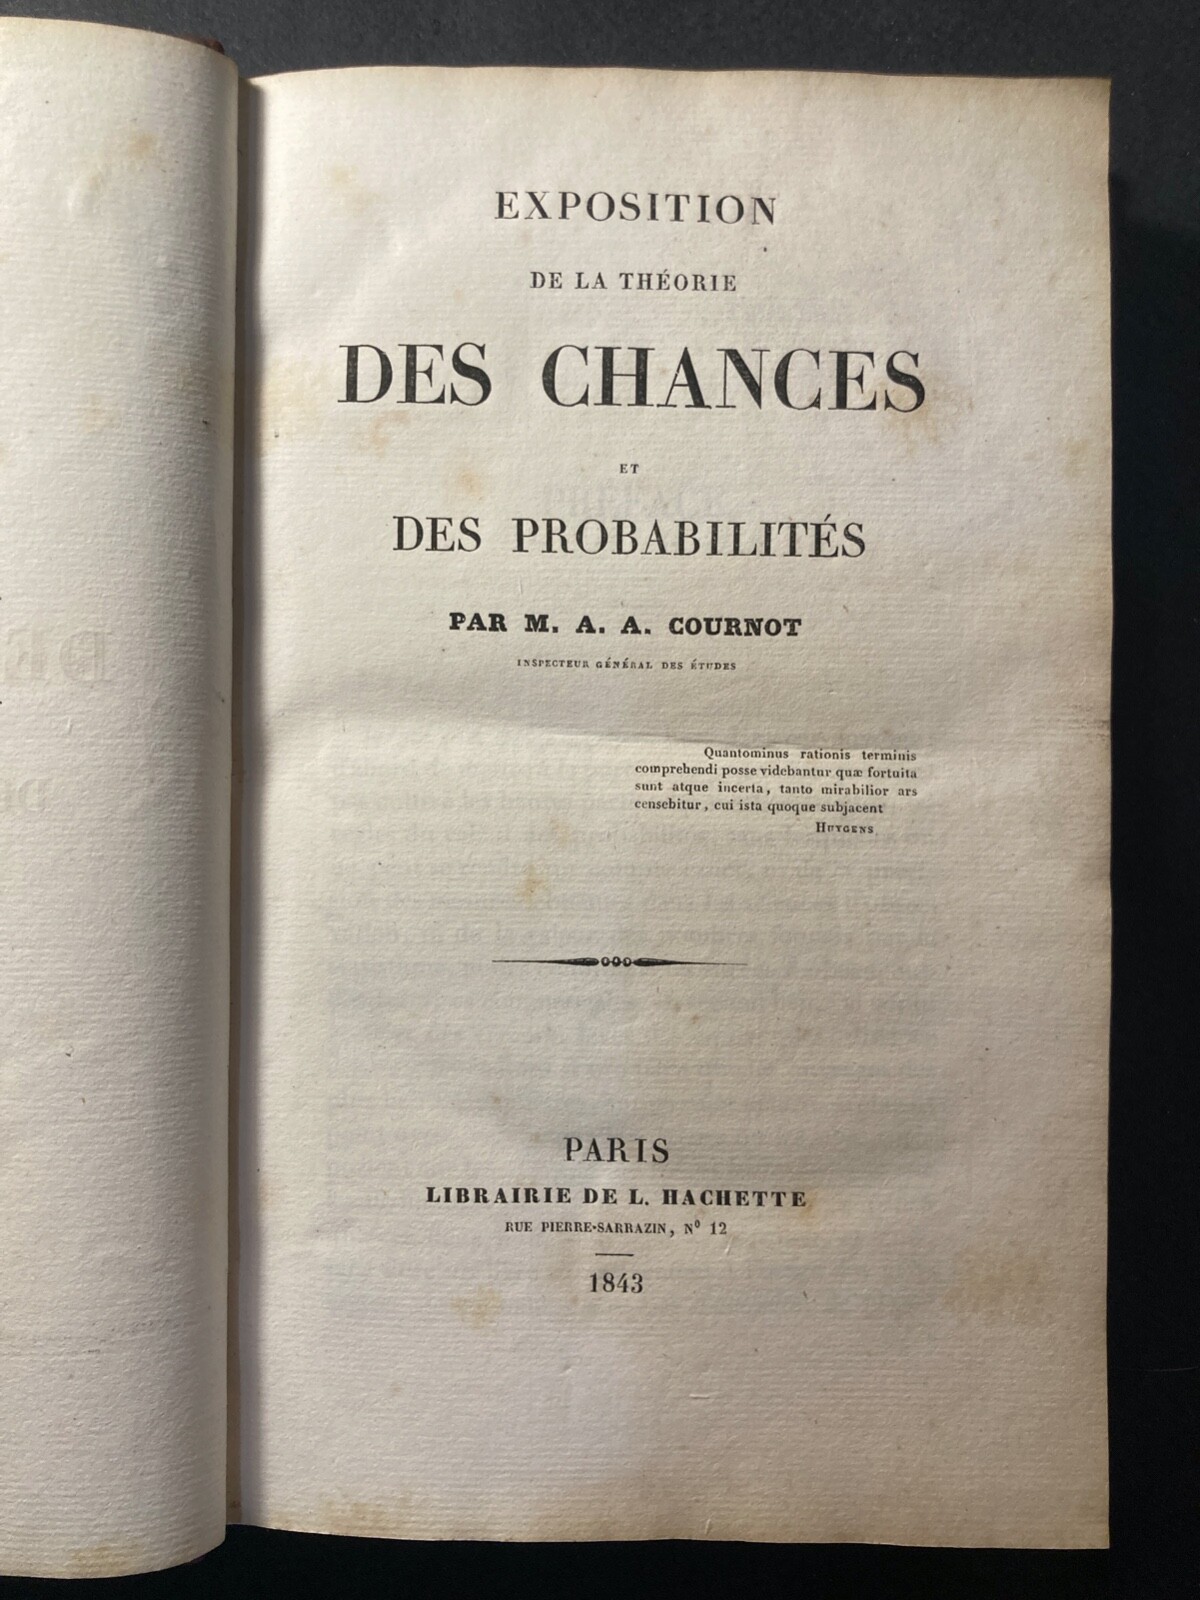 EXPOSITION
DE LA THÉORIE
DES CHANCES
ET
DES PROBABILITÉS
PAR M. A. A. COURNOT
INSPECTEUR GÉNÉRAL DES ÉTUDES
Quantominus rationis terminis
comprehendi posse videbantur quæ fortuita
sunt atque incerta, tanto mirabilior ars
censebitur, cui ista quoque subjacent
HUYGENS
PARIS
LIBRAIRIE DE L. HACHETTE
RUE PIERRE-SARRAZIN, Nº 12
1843